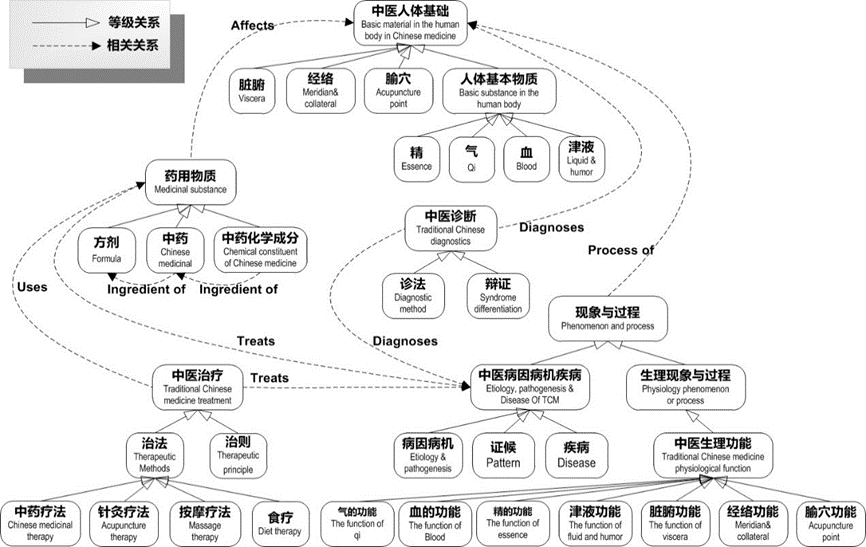 等级关系
相关关系
中医人体基础
Basic material in the human
body in Chinese medicine
Affects
脏腑
Viscera
经络
Meridian&
collateral
腧穴
Acupuncture
point
人体基本物质
Basic substance in the
human body
精
Essence
气
Qi
血
Blood
津液
Liquid &
humor
药用物质
Medicinal substance
方剂
Formula
中药
Chinese
medicinal
中药化学成分
Chemical constituent
of Chinese medicine
Ingredient of
Ingredient of
Uses
中医诊断
Traditional Chinese
diagnostics
Diagnoses
诊法
Diagnostic
method
辩证
Syndrome
differentiation
Process of
现象与过程
Phenomenon and process
Treats
Diagnoses
中医治疗
Traditional Chinese
medicine treatment
Treats
中医病因病机疾病
Etiology, pathogenesis &
Disease Of TCM
生理现象与过程
Physiology phenomenon
or process
治法
Therapeutic
Methods
治则
Therapeutic
principle
病因病机
Etiology &
pathogenesis
证候
Pattern
疾病
Disease
中医生理功能
Traditional Chinese medicine
physiological function
中药疗法
Chinese medicinal
therapy
针灸疗法
Acupuncture
therapy
按摩疗法
Massage
therapy
食疗
Diet therapy
气的功能
The function of
qi
血的功能
The function of
Blood
精的功能
The function of
essence
津液功能
The function of
fluid and humor
脏腑功能
The function of
viscera
经络功能
Meridian&
collateral
腧穴功能
Acupuncture
point